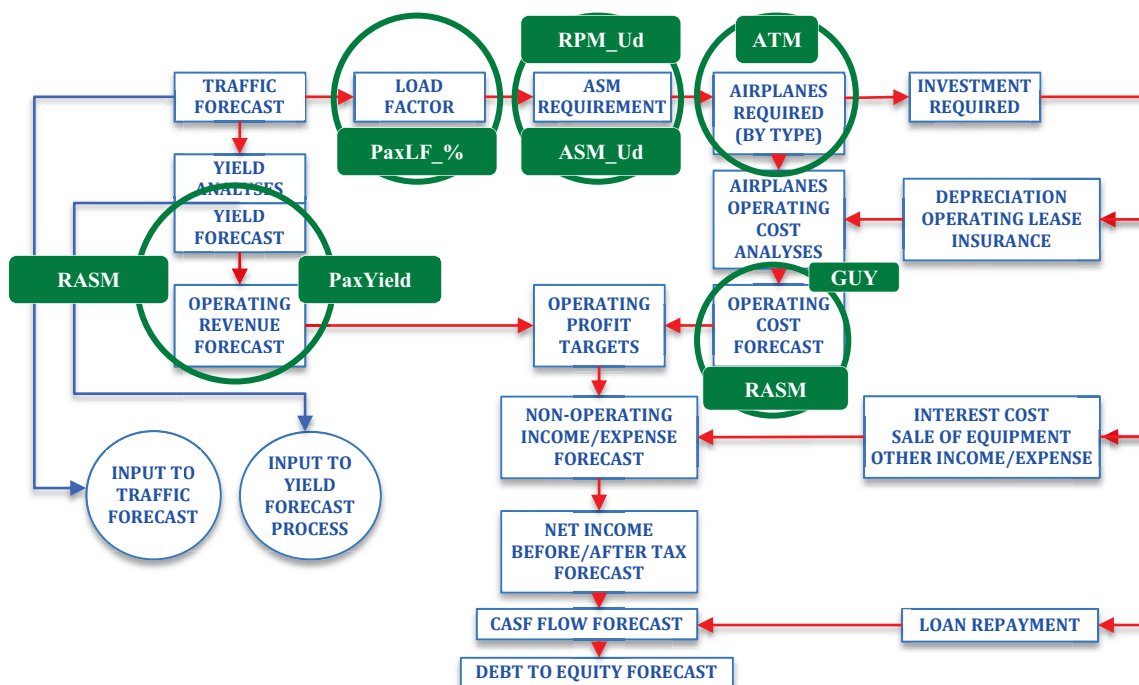 RPM_Ud
ATM
TRAFFIC
FORECAST
LOAD
FACTOR
ASM
REQUIREMENT
AIRPLANES
REQUIRED
(BY TYPE)
INVESTMENT
REQUIRED
PaxLF_%
ASM_Ud
YIELD
ANALYSES
YIELD
FORECAST
AIRPLANES
OPERATING
COST
ANALYSES
DEPRECIATION
OPERATING LEASE
INSURANCE
RASM
PaxYield
GUY
OPERATING
REVENUE
FORECAST
OPERATING
PROFIT
TARGETS
OPERATING
COST
FORECAST
RASM
NON-OPERATING
INCOME/EXPENSE
FORECAST
INTEREST COST
SALE OF EQUIPMENT
OTHER INCOME/EXPENSE
INPUT TO
TRAFFIC
FORECAST
INPUT TO
YIELD
FORECAST
PROCESS
NET INCOME
BEFORE/AFTER TAX
FORECAST
CASF FLOW FORECAST
LOAN REPAYMENT
DEBT TO EQUITY FORECAST